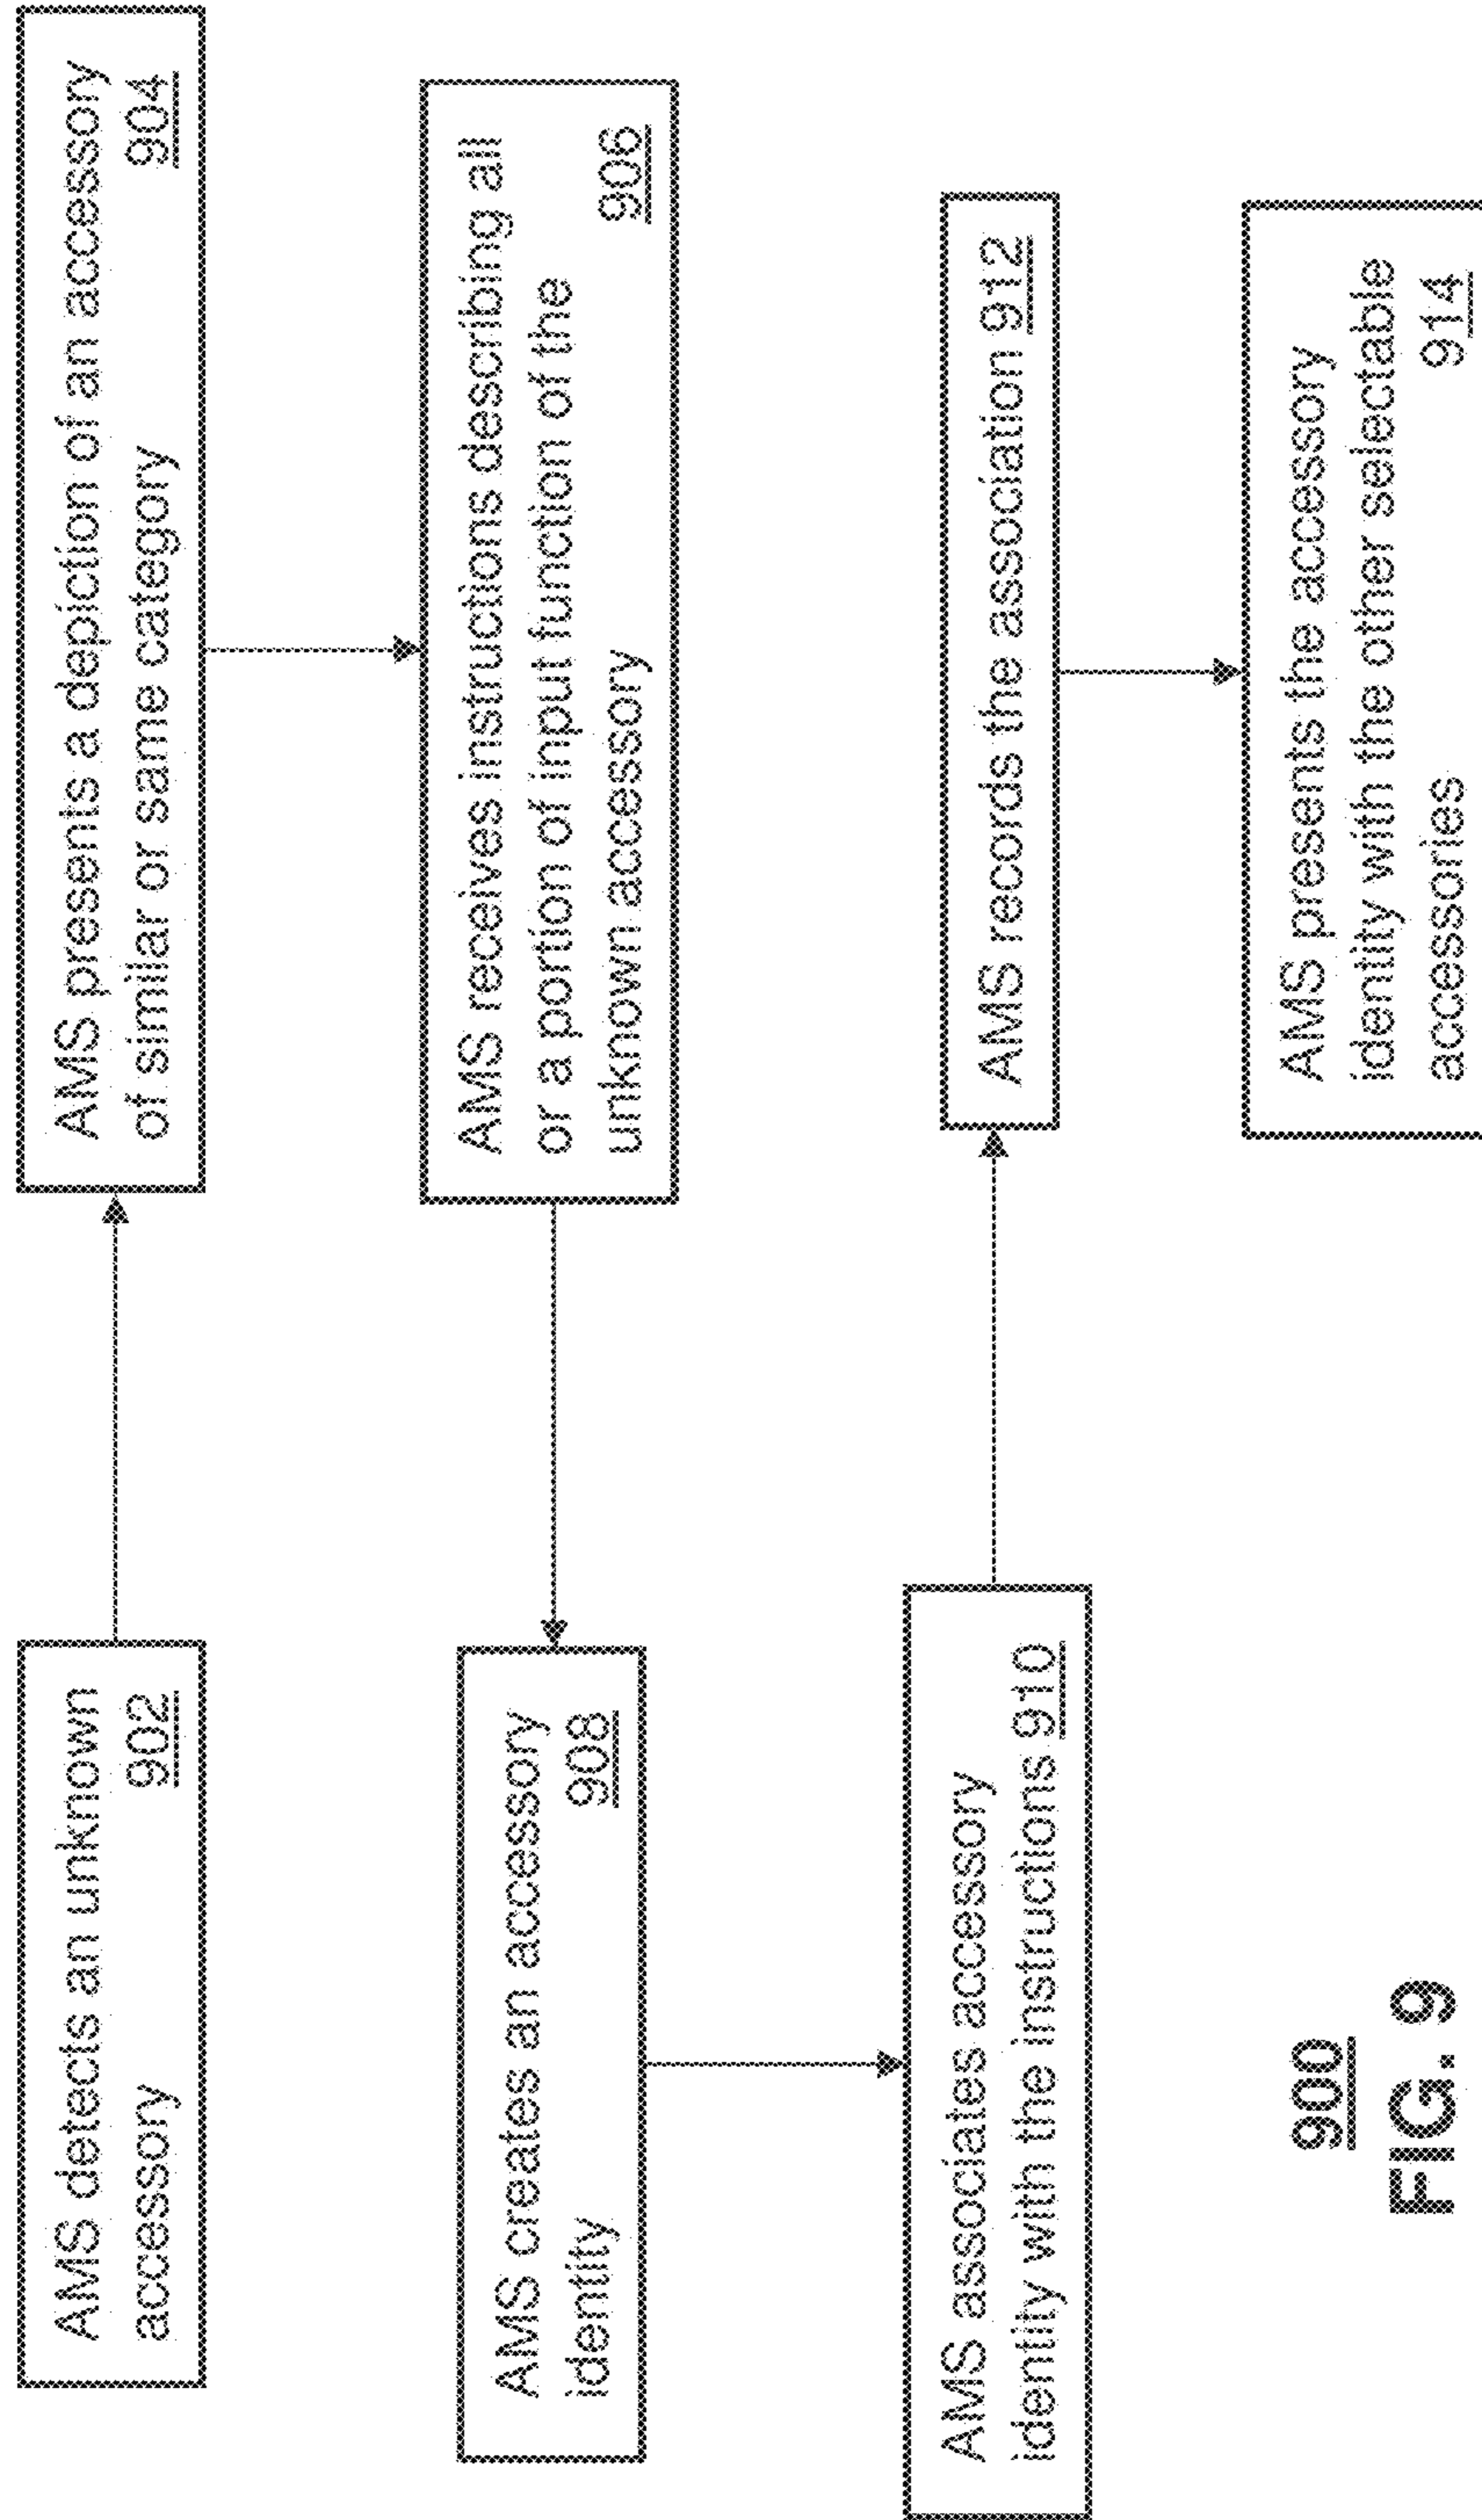 AMS detects an unknown
accessory 902
AMS presents a depiction of an accessory
of similar or same category 904
AMS receives instructions describing all
or a portion of input function of the
unknown accessory 906
AMS creates an accessory
identity 908
AMS associates accessory
identity with the instructions 910
AMS records the association 912
AMS presents the accessory
identity with the other selectable
accessories 914
900
FIG. 9